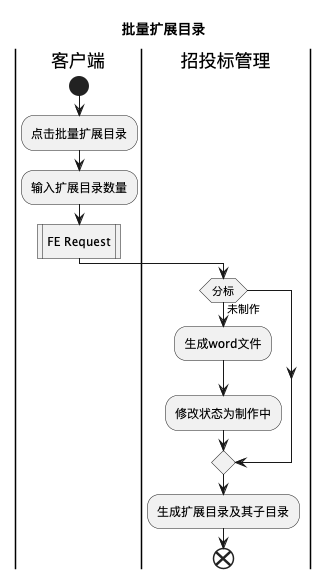 批量扩展目录
客户端
招投标管理
点击批量扩展目录
输入扩展目录数量
FE Request
分标
未制作
生成word文件
修改状态为制作中
生成扩展目录及其子目录